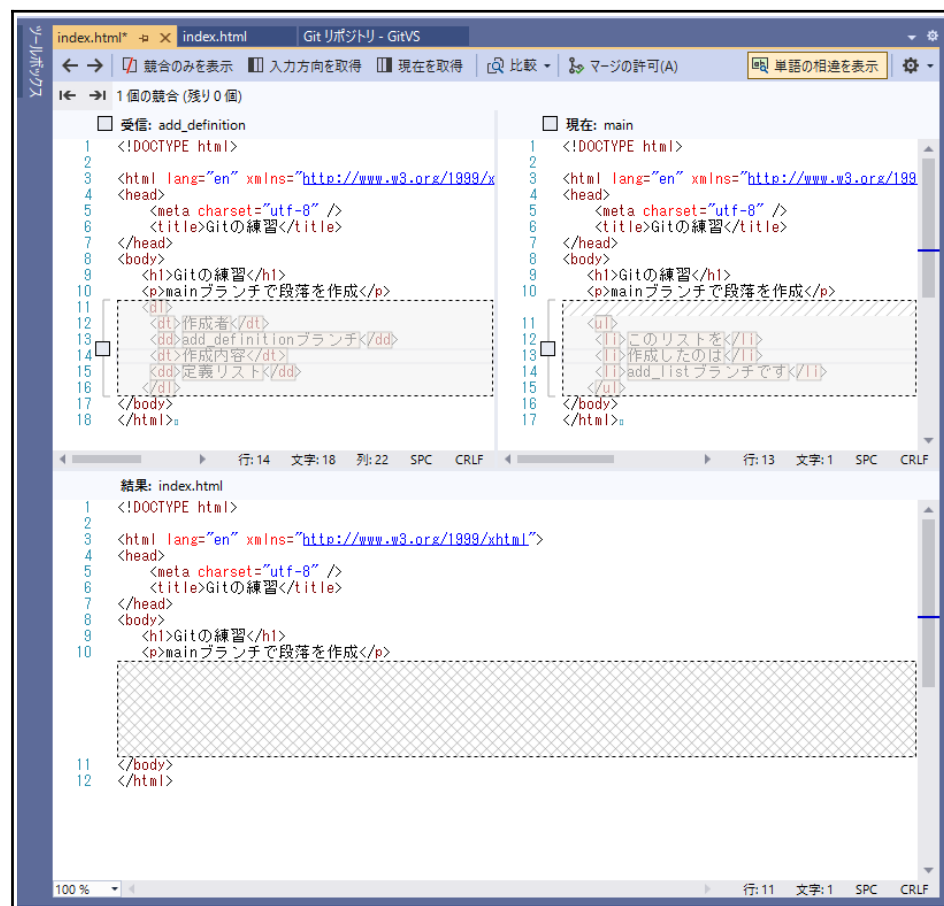 ツールボックス
index.html* index.html Git リポジトリ - GitVS
競合のみを表示 入力方向を取得 現在を取得 比較 マージの許可(A) 単語の相違を表示
1 個の競合 (残り 0 個)
受信: add_definition
1 <!DOCTYPE html>
2
3 <html lang="en" xmlns="http://www.w3.org/1999/x
4 <head>
5 <meta charset="utf-8" />
6 <title>Gitの練習</title>
7 </head>
8 <body>
9 <h1>Gitの練習</h1>
10 <p>mainブランチで段落を作成</p>
11 <dl>
12 <dt>作成者</dt>
13 <dd>add_definitionブランチ</dd>
14 <dt>作成内容</dt>
15 <dd>定義リスト</dd>
16 </dl>
17 </body>
18 </html>
行: 14 文字: 18 列: 22 SPC CRLF
現在: main
1 <!DOCTYPE html>
2
3 <html lang="en" xmlns="http://www.w3.org/199
4 <head>
5 <meta charset="utf-8" />
6 <title>Gitの練習</title>
7 </head>
8 <body>
9 <h1>Gitの練習</h1>
10 <p>mainブランチで段落を作成</p>
11 <ul>
12 <li>このリストを</li>
13 <li>作成したのは</li>
14 <li>add_listブランチです</li>
15 </ul>
16 </body>
17 </html>
行: 13 文字: 1 SPC CRLF
結果: index.html
1 <!DOCTYPE html>
2
3 <html lang="en" xmlns="http://www.w3.org/1999/xhtml">
4 <head>
5 <meta charset="utf-8" />
6 <title>Gitの練習</title>
7 </head>
8 <body>
9 <h1>Gitの練習</h1>
10 <p>mainブランチで段落を作成</p>
11 </body>
12 </html>
100 % 行: 11 文字: 1 SPC CRLF